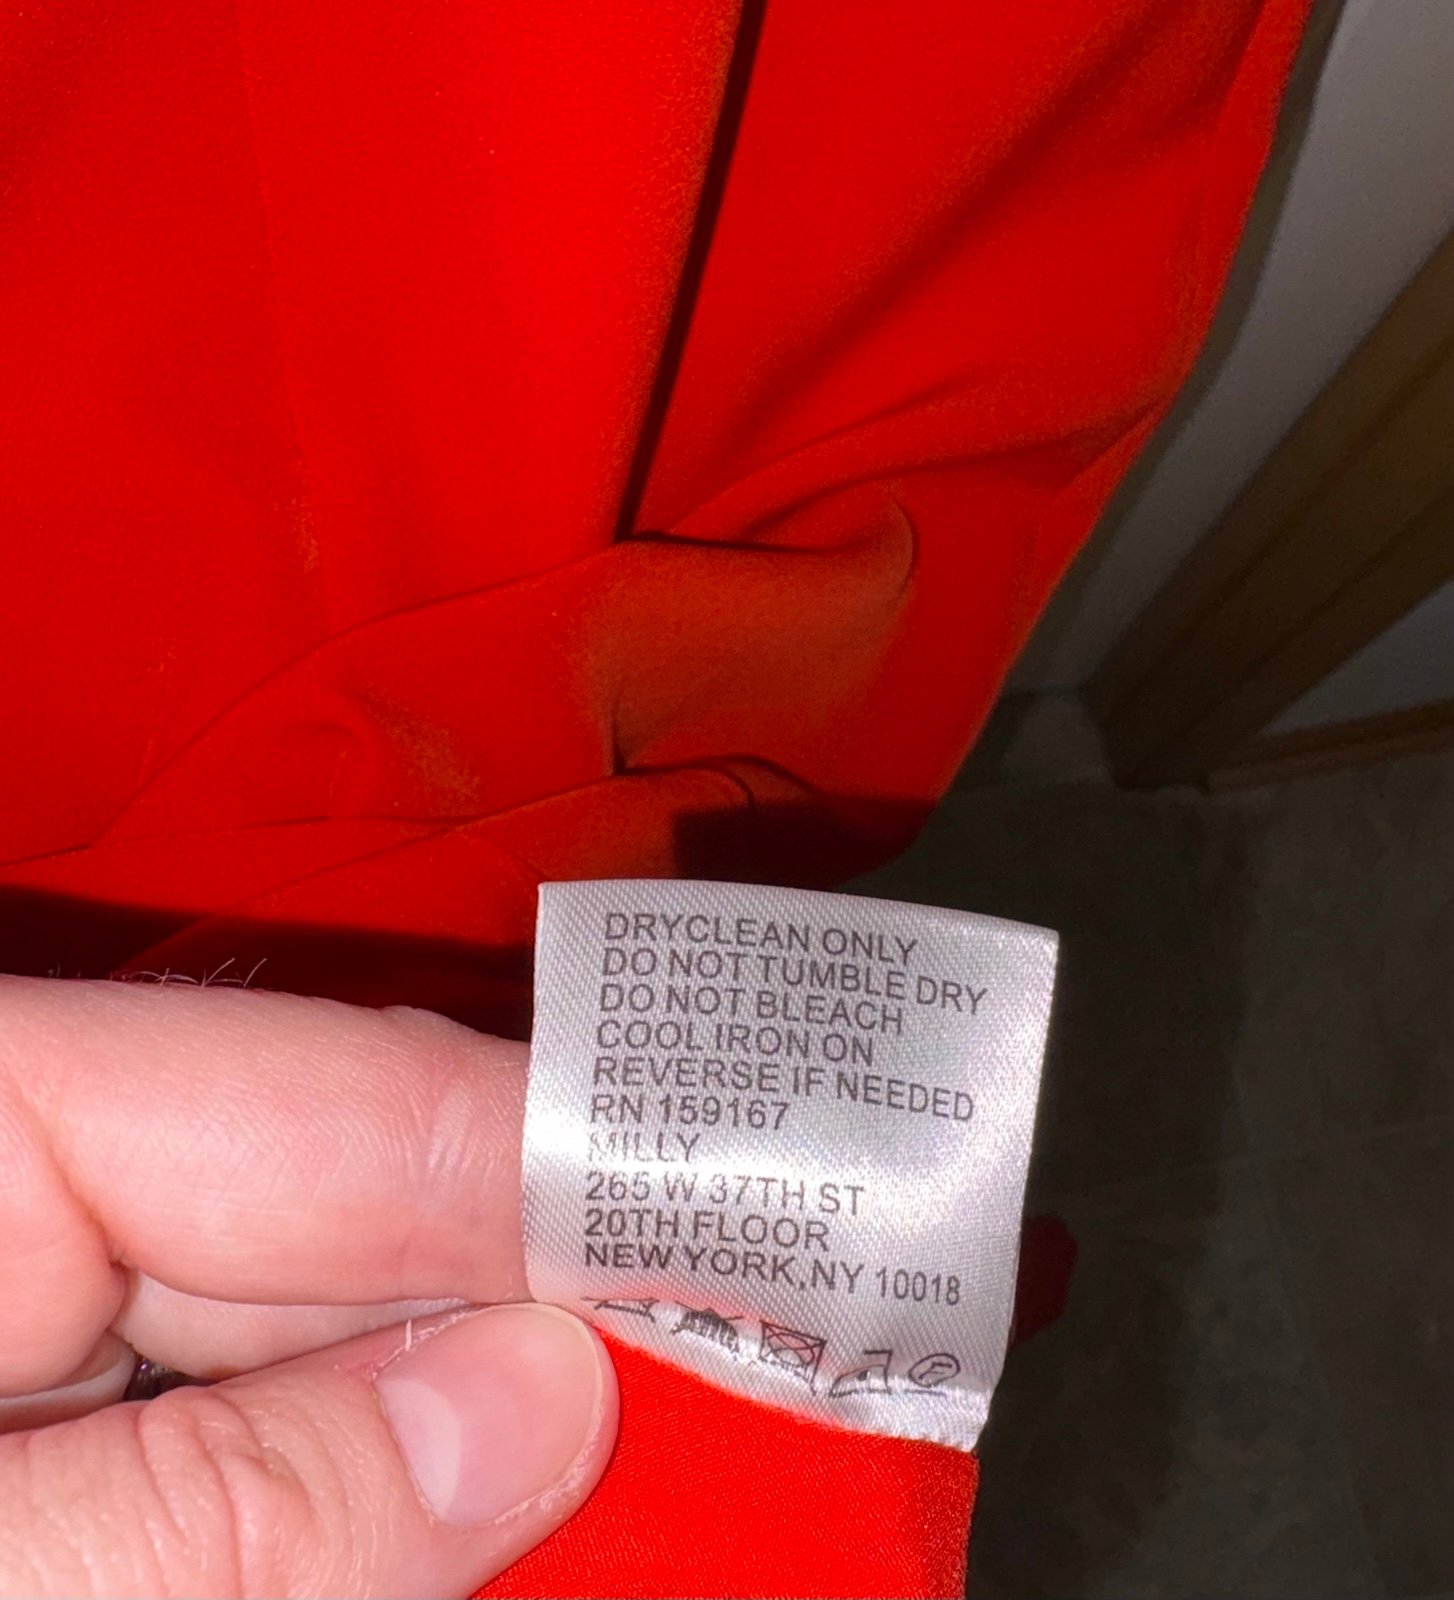 DRYCLEAN ONLY
DO NOT TUMBLE DRY
DO NOT BLEACH
COOL IRON ON
REVERSE IF NEEDED
RN 159167
MILLY
265 W 37TH ST
20TH FLOOR
NEW YORK,NY 10018
F